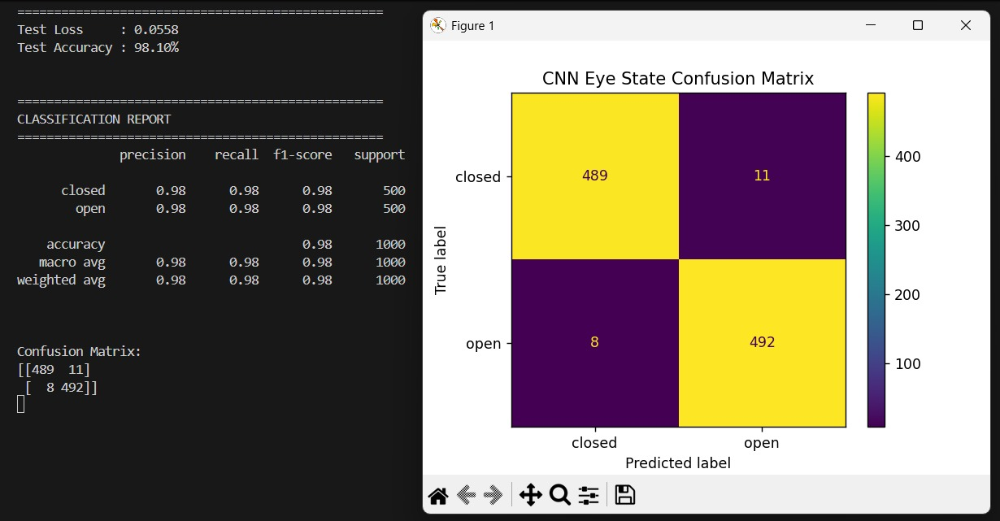 ==================================================
Test Loss     : 0.0558
Test Accuracy : 98.10%
==================================================
CLASSIFICATION REPORT
==================================================
              precision    recall  f1-score   support
      closed       0.98      0.98      0.98       500
        open       0.98      0.98      0.98       500
    accuracy                           0.98      1000
   macro avg       0.98      0.98      0.98      1000
weighted avg       0.98      0.98      0.98      1000
Confusion Matrix:
[[489  11]
 [  8 492]]
Figure 1
CNN Eye State Confusion Matrix
True label
closed
open
489
11
8
492
closed
open
Predicted label
400
300
200
100